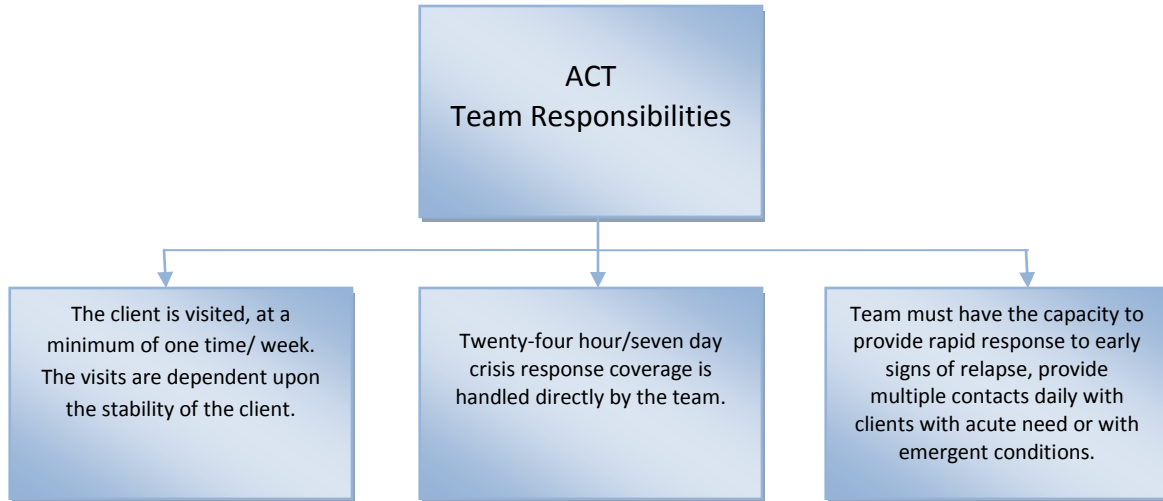 ACT
Team Responsibilities
The client is visited, at a
minimum of one time/ week.
The visits are dependent upon
the stability of the client.
Twenty-four hour/seven day
crisis response coverage is
handled directly by the team.
Team must have the capacity to
provide rapid response to early
signs of relapse, provide
multiple contacts daily with
clients with acute need or with
emergent conditions.